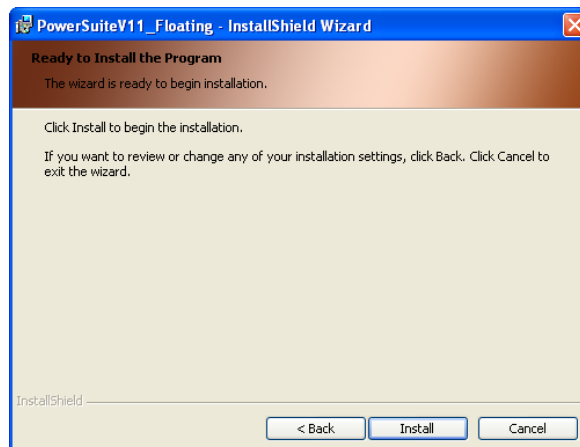 PowerSuiteV11_Floating - InstallShield Wizard
Ready to Install the Program
The wizard is ready to begin installation.
Click Install to begin the installation.
If you want to review or change any of your installation settings, click Back. Click Cancel to
exit the wizard.
InstallShield
< Back Install Cancel